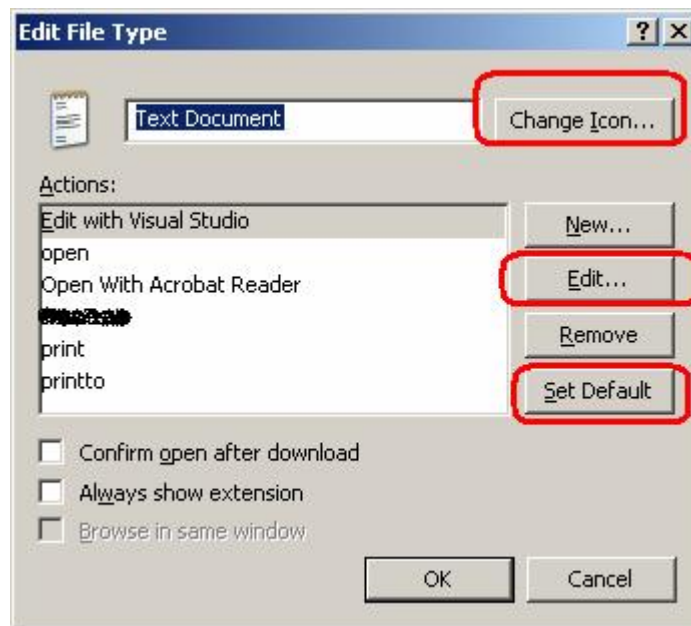 Edit File Type
Text Document
Change Icon...
Actions:
Edit with Visual Studio
open
Open With Acrobat Reader
print
printto
New...
Edit...
Remove
Set Default
Confirm open after download
Always show extension
Browse in same window
OK
Cancel